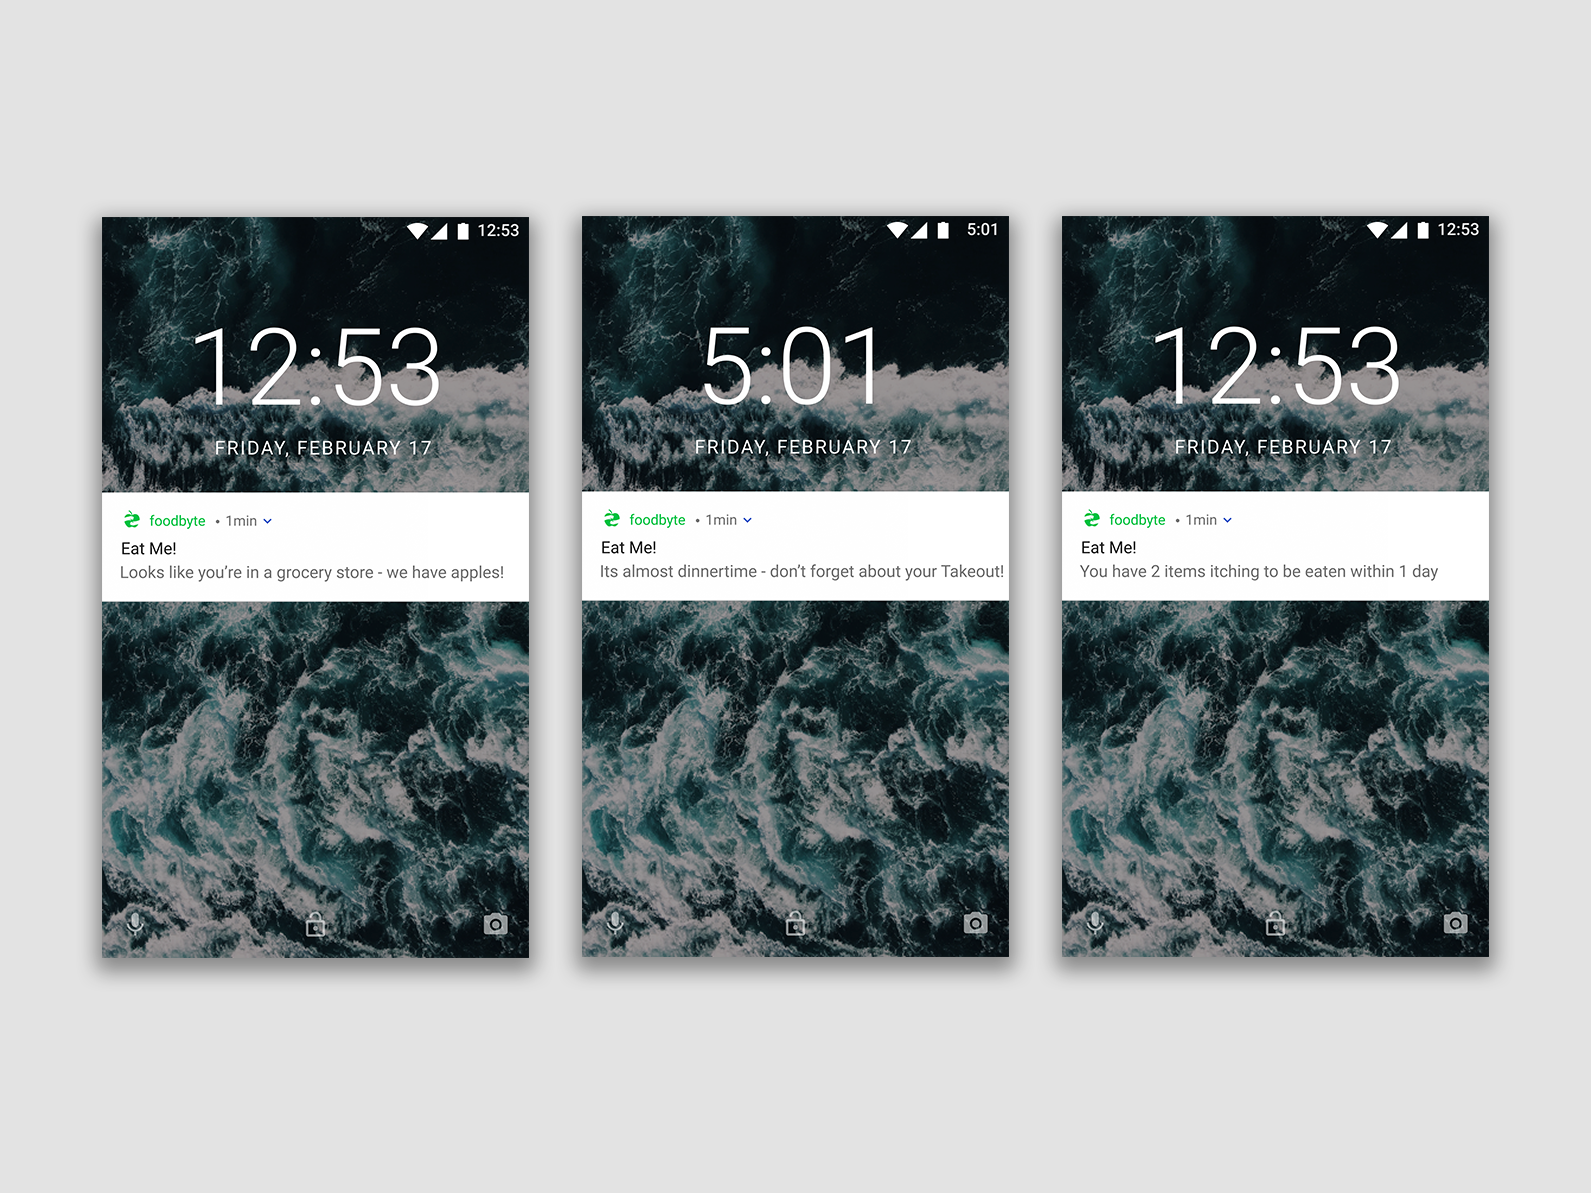 12:53
12:53
FRIDAY, FEBRUARY 17
foodbyte • 1min
Eat Me!
Looks like you're in a grocery store - we have apples!
5:01
5:01
FRIDAY, FEBRUARY 17
foodbyte • 1min
Eat Me!
Its almost dinnertime - don't forget about your Takeout!
12:53
12:53
FRIDAY, FEBRUARY 17
foodbyte • 1min
Eat Me!
You have 2 items itching to be eaten within 1 day